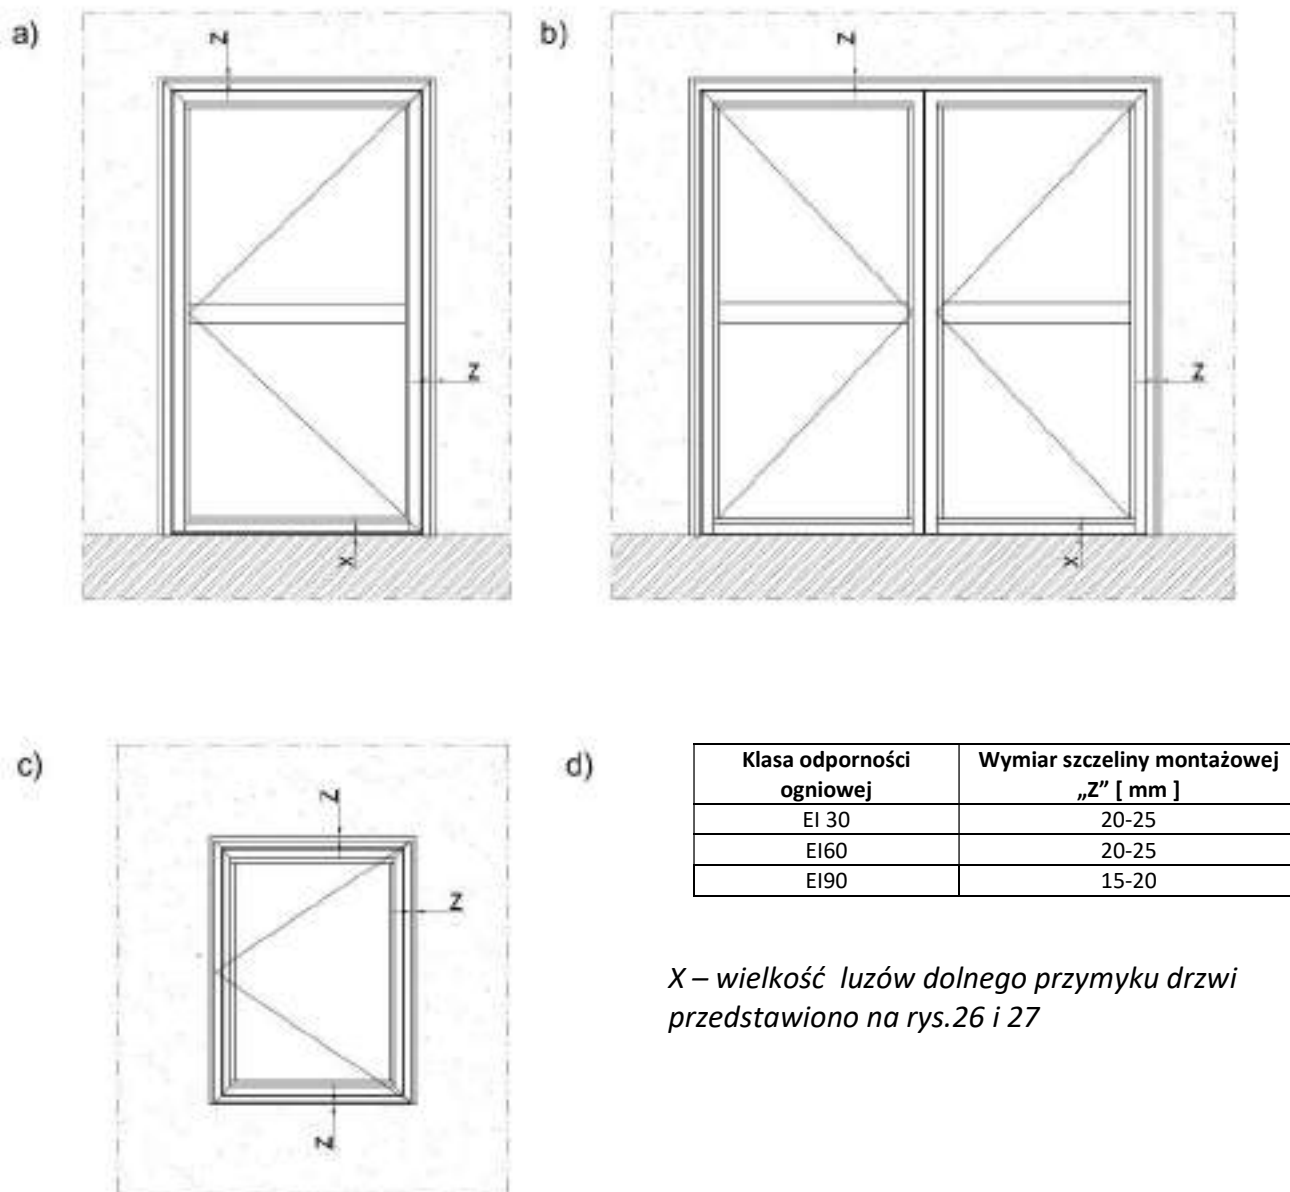 a)
Z
Z
X
b)
Z
Z
X
c)
Z
Z
Z
d)
Klasa odporności ogniowej
Wymiar szczeliny montażowej „Z” [ mm ]
EI 30 20-25
EI60 20-25
EI90 15-20
X – wielkość luzów dolnego przymyku drzwi
przedstawiono na rys.26 i 27